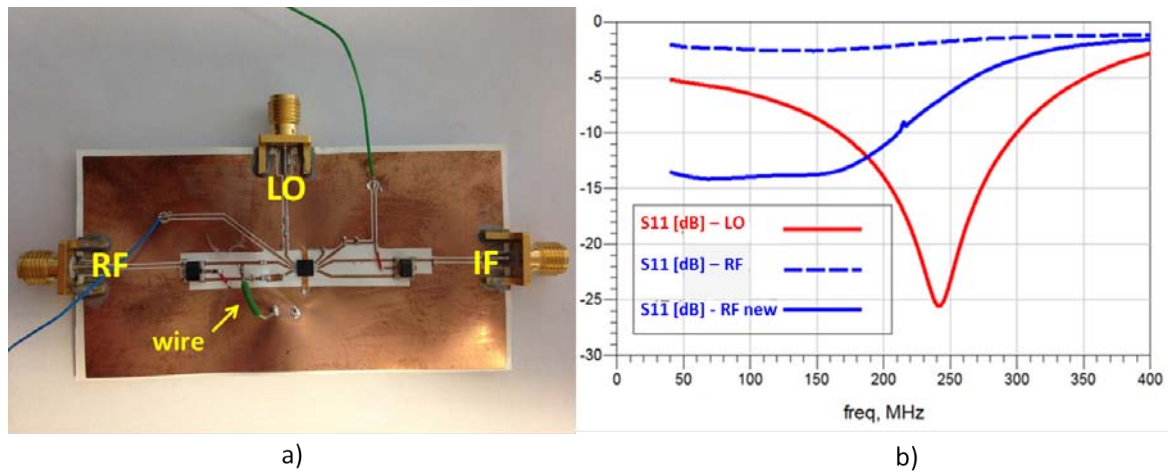 LO
RF
IF
wire
a)
0
-5
-10
-15
-20
-25
-30
S11 [dB] – LO
S11 [dB] – RF
S11 [dB] - RF new
0 50 100 150 200 250 300 350 400
freq, MHz
b)